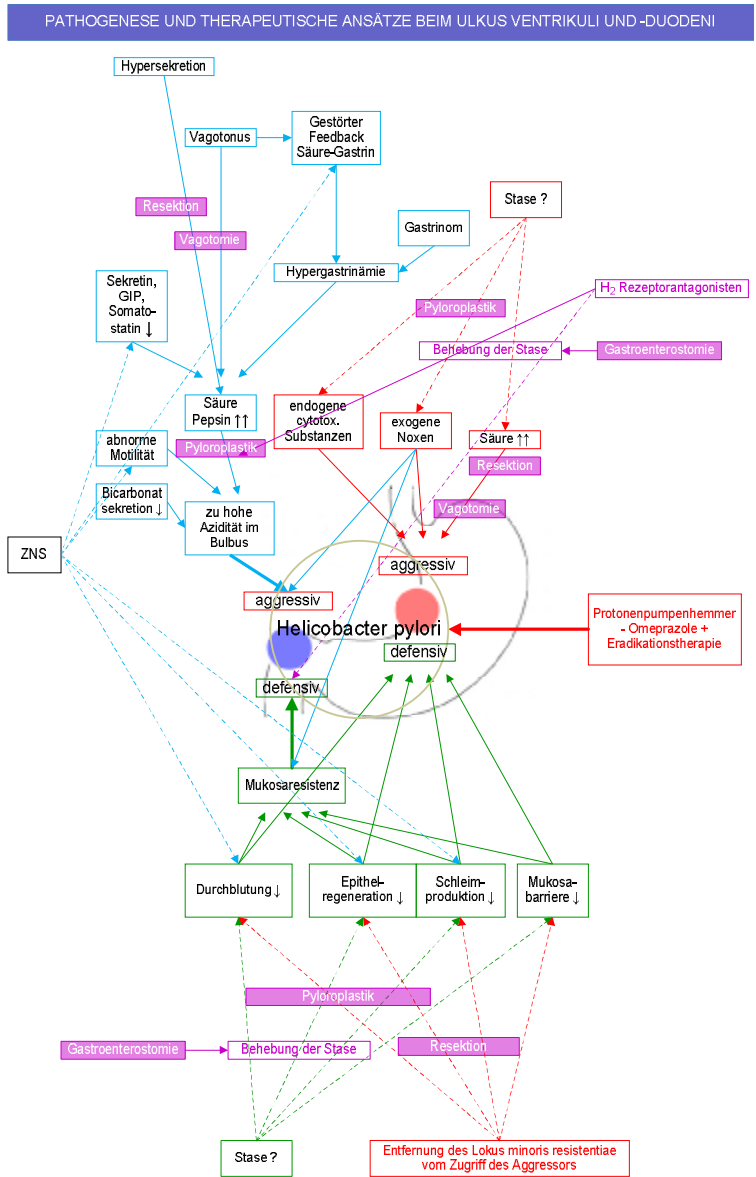 PATHOGENESE UND THERAPEUTISCHE ANSÄTZE BEIM ULKUS VENTRIKULI UND -DUODENI
Hypersekretion
Vagotonus
Gestörter
Feedback
Säure-Gastrin
Stase ?
Resektion
Vagotomie
Gastrinom
Hypergastrinämie
Sekretin,
GIP,
Somato-
statin ↓
H₂ Rezeptorantagonisten
Pyloroplastik
Behebung der Stase
Gastroenterostomie
Säure
Pepsin ↑↑
endogene
cytotox.
Substanzen
exogene
Noxen
Säure ↑↑
abnorme
Motilität
Pyloroplastik
Resektion
Bicarbonat
sekretion ↓
zu hohe
Azidität im
Bulbus
Vagotomie
ZNS
aggressiv
aggressiv
Helicobacter pylori
Protonenpumpenhemmer
- Omeprazole +
Eradikationstherapie
defensiv
defensiv
Mukosaresistenz
Durchblutung ↓
Epithel-
regeneration ↓
Schleim-
produktion ↓
Mukosa-
barriere ↓
Pyloroplastik
Gastroenterostomie
Behebung der Stase
Resektion
Stase ?
Entfernung des Lokus minoris resistentiae
vom Zugriff des Aggressors